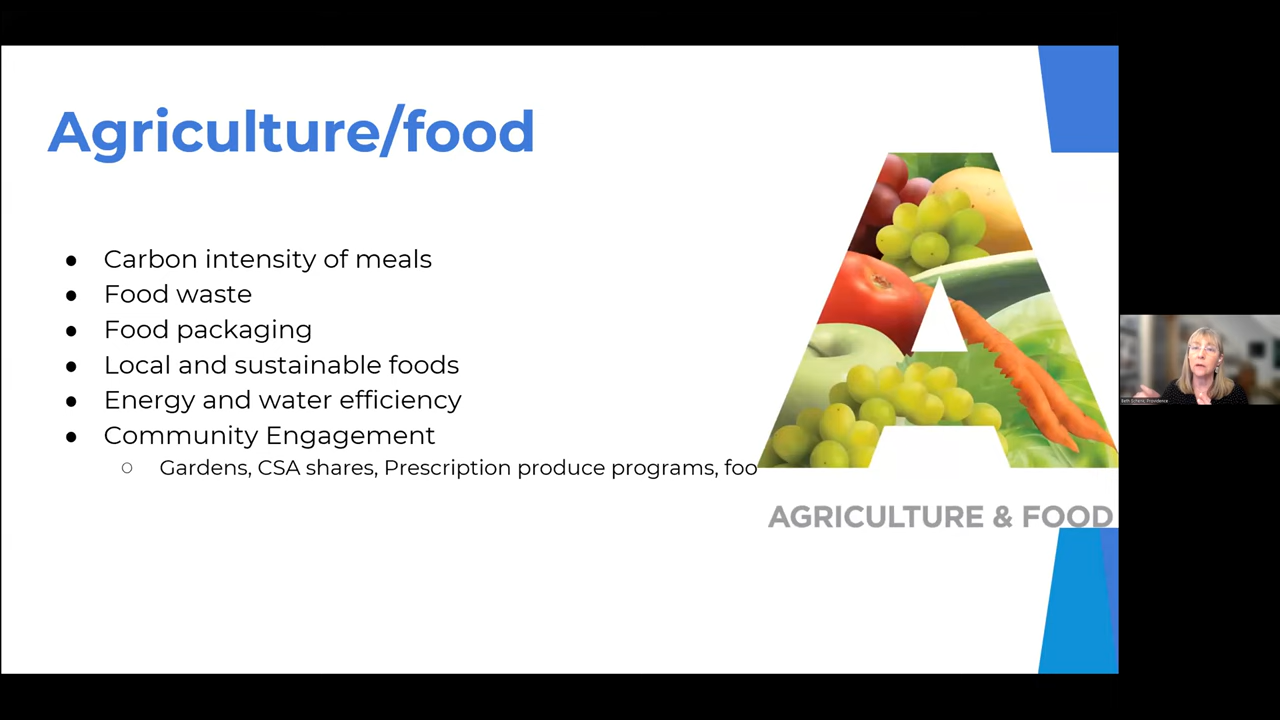 Agriculture/food
● Carbon intensity of meals
● Food waste
● Food packaging
● Local and sustainable foods
● Energy and water efficiency
● Community Engagement
○ Gardens, CSA shares, Prescription produce programs, foo
AGRICULTURE & FOOD